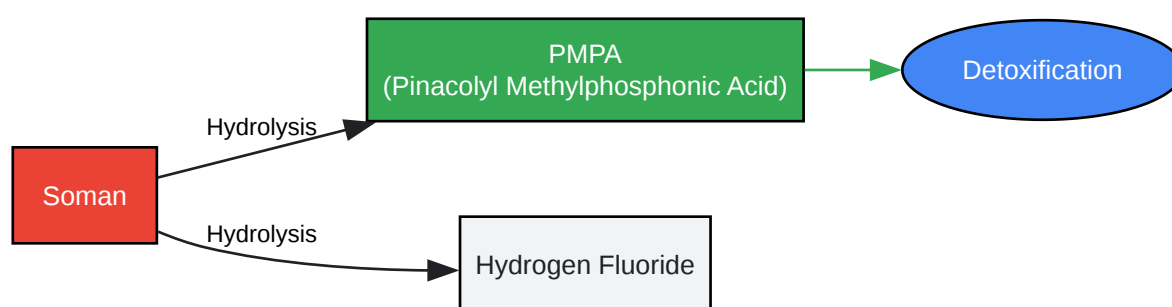 PMPA
(Pinacolyl Methylphosphonic Acid)
Detoxification
Hydrolysis
Soman
Hydrolysis
Hydrogen Fluoride